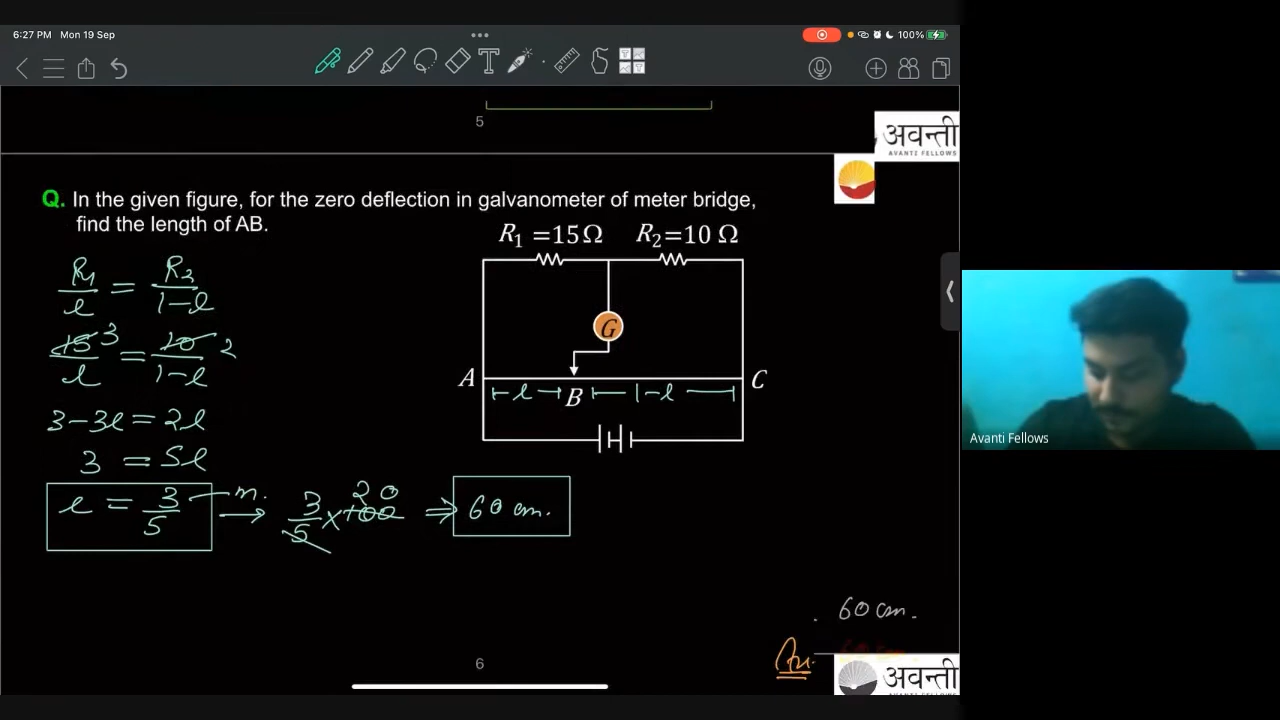 6:27 PM Mon 19 Sep
100%
5
अवन्ती
AVANTI FELLOWS
Q. In the given figure, for the zero deflection in galvanometer of meter bridge,
find the length of AB.
R₁ =15Ω R₂=10 Ω
R₁/l = R₂/1-l
15 3/l = 10 2/1-l
3-3l = 2l
3 = 5l
l = 3/5 m. → 3/5 × 100 20 ⇒ 60 cm.
G
A B C
l 1-l
Avanti Fellows
60 cm.
Au.
6
अवन्ती
AVANTI FELLOWS